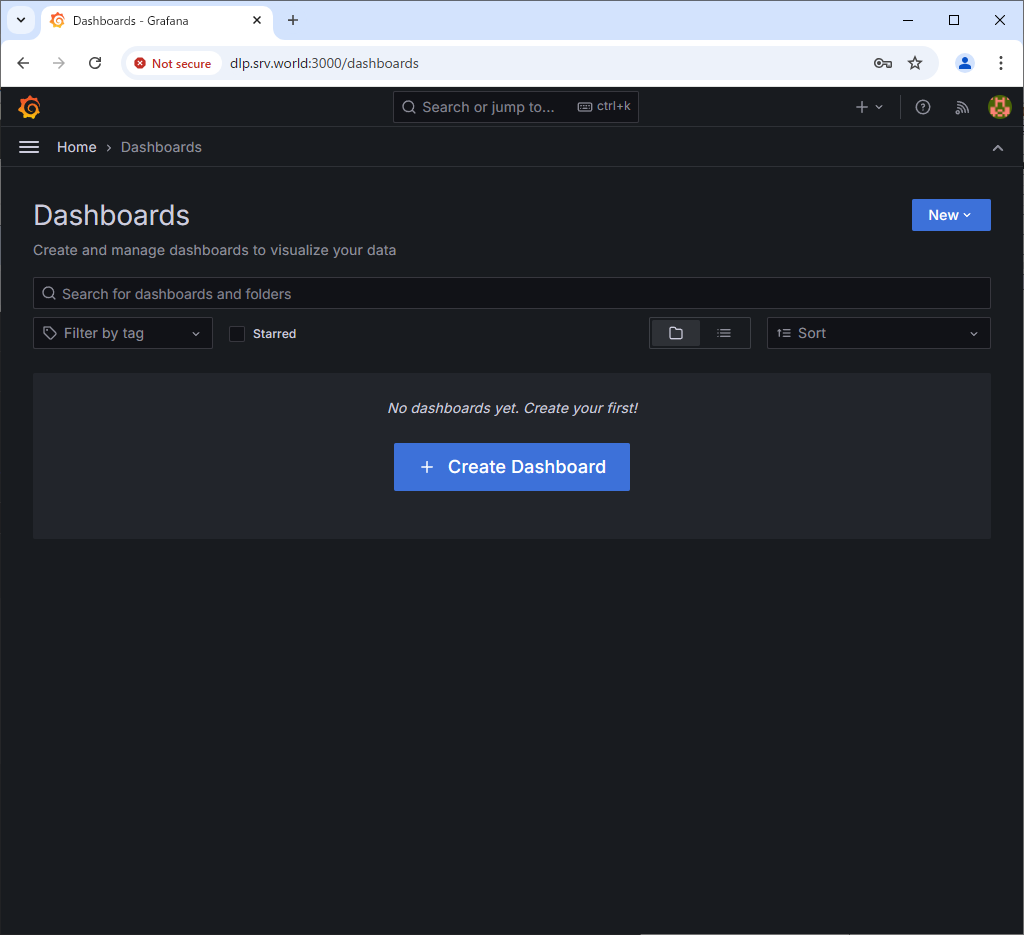 Dashboards - Grafana
Not secure
dlp.srv.world:3000/dashboards
Search or jump to...
ctrl+k
Home › Dashboards
Dashboards
New
Create and manage dashboards to visualize your data
Search for dashboards and folders
Filter by tag
Starred
Sort
No dashboards yet. Create your first!
+ Create Dashboard